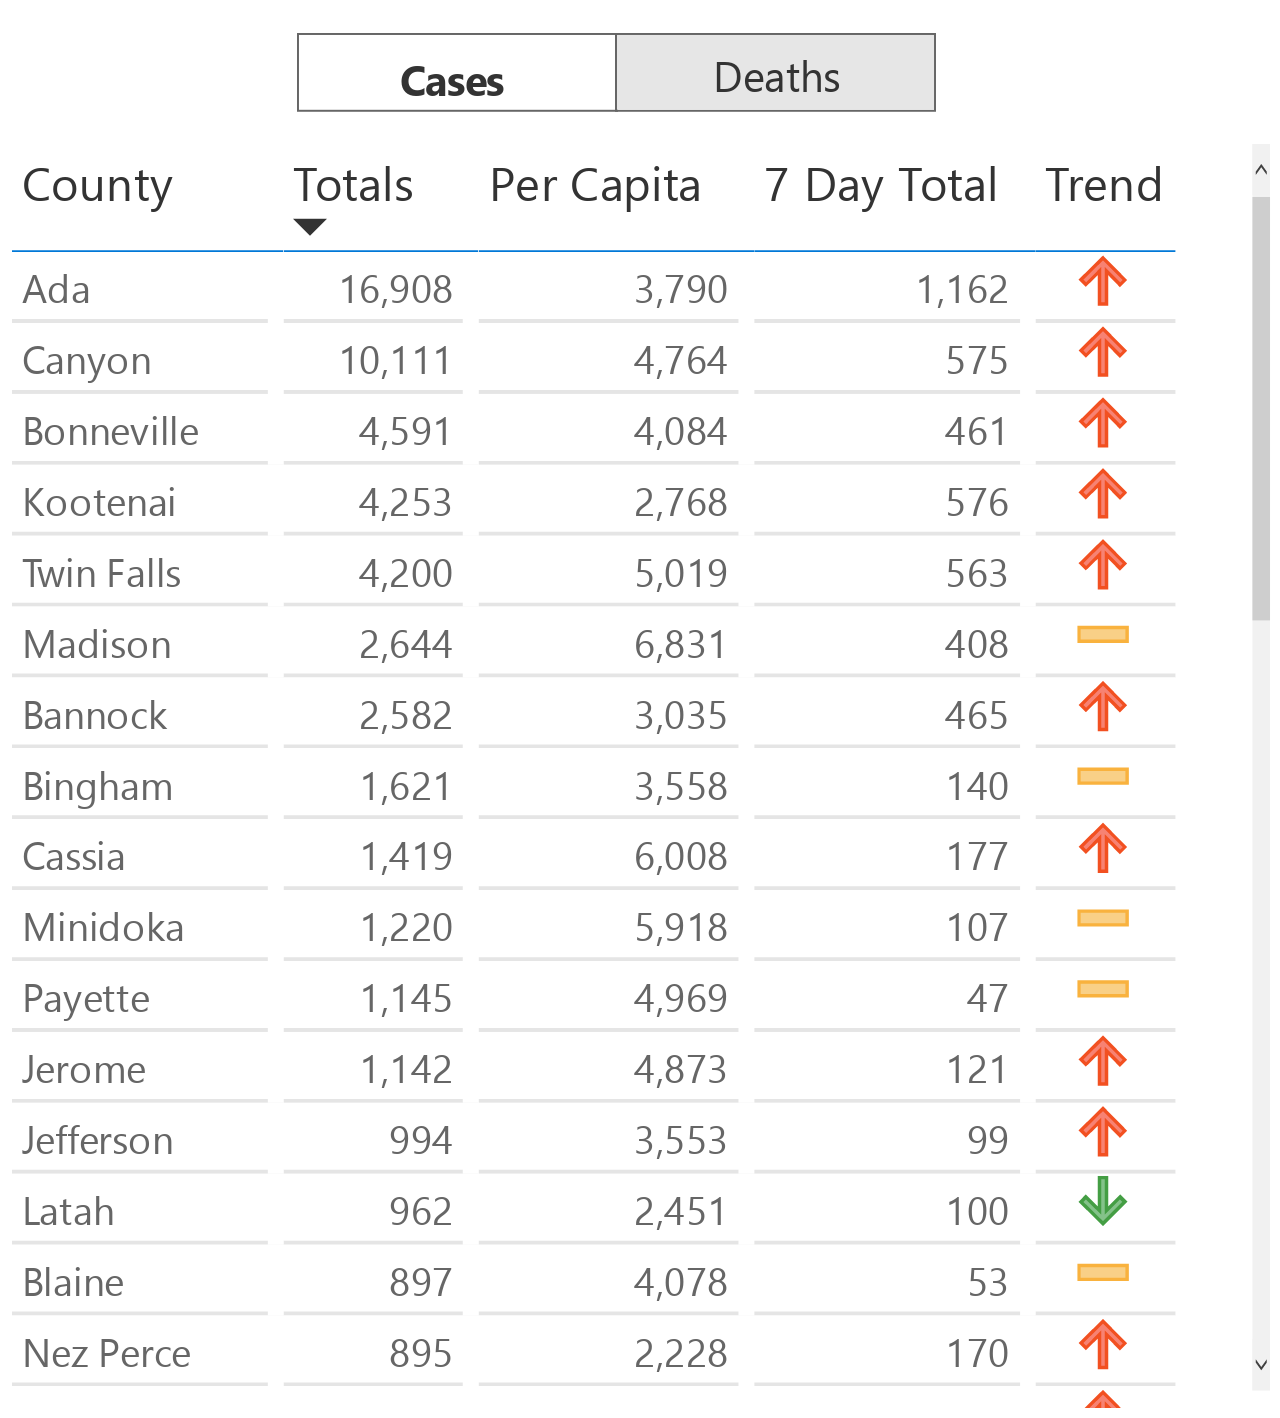 Cases Deaths
County Totals Per Capita 7 Day Total Trend
Ada 16,908 3,790 1,162
Canyon 10,111 4,764 575
Bonneville 4,591 4,084 461
Kootenai 4,253 2,768 576
Twin Falls 4,200 5,019 563
Madison 2,644 6,831 408
Bannock 2,582 3,035 465
Bingham 1,621 3,558 140
Cassia 1,419 6,008 177
Minidoka 1,220 5,918 107
Payette 1,145 4,969 47
Jerome 1,142 4,873 121
Jefferson 994 3,553 99
Latah 962 2,451 100
Blaine 897 4,078 53
Nez Perce 895 2,228 170